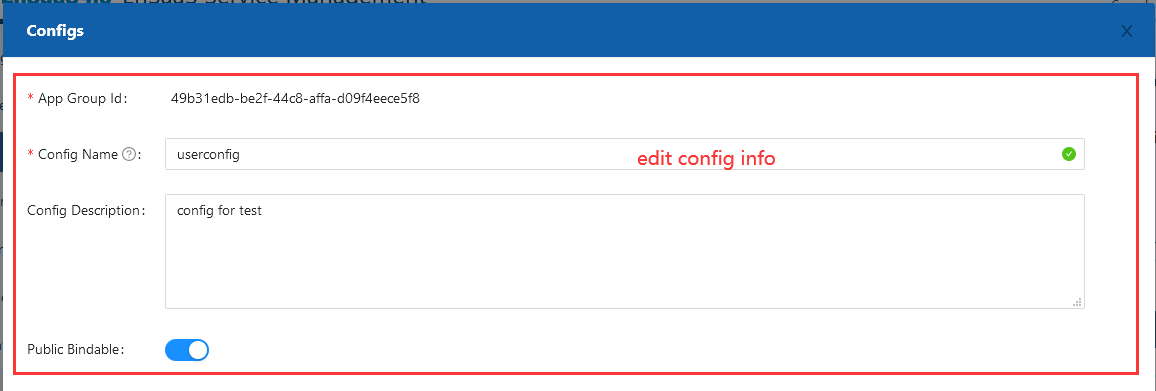 Configs
* App Group Id: 49b31edb-be2f-44c8-affa-d09f4eece5f8
* Config Name ?: userconfig
edit config info
Config Description: config for test
Public Bindable: